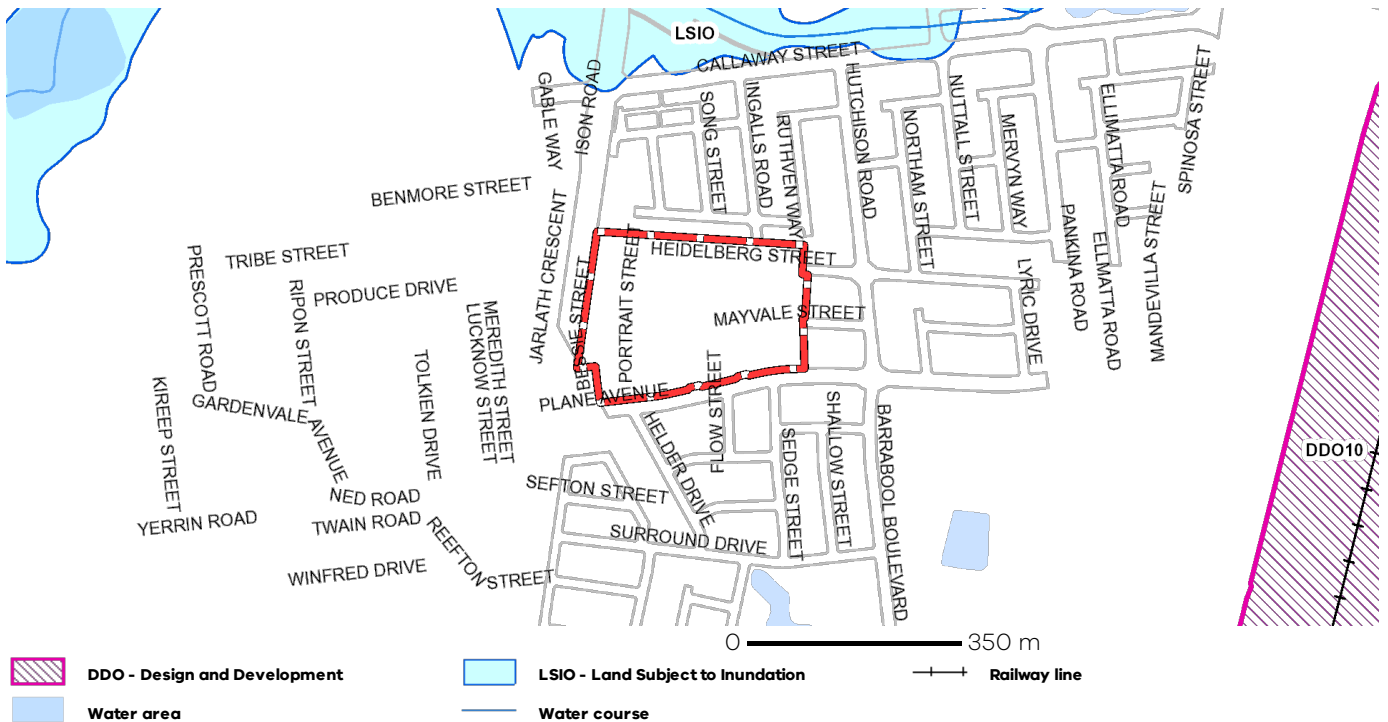 LSIO
CALLAWAY STREET
GABLE WAY
ISON ROAD
SONG STREET
INGALLS ROAD
RUTHVEN WAY
HUTCHISON ROAD
NORTHAM STREET
NUTTALL STREET
MERVYN WAY
ELLIMATTA ROAD
SPINOSA STREET
BENMORE STREET
JARLATH CRESCENT
TRIBE STREET
PRESCOTT ROAD
RIPON STREET
PRODUCE DRIVE
MEREDITH STREET
LUCKNOW STREET
BESSIE STREET
PORTRAIT STREET
HEIDELBERG STREET
MAYVALE STREET
LYRIC DRIVE
PANKINA ROAD
ELLMATTA ROAD
MANDEVILLA STREET
KIREEP STREET
GARDENVALE AVENUE
TOLKIEN DRIVE
PLANE AVENUE
HELDER DRIVE
FLOW STREET
SEDGE STREET
SHALLOW STREET
BARRABOOL BOULEVARD
DDO10
NED ROAD
SEFTON STREET
YERRIN ROAD
TWAIN ROAD
REEFTON STREET
SURROUND DRIVE
WINFRED DRIVE
0 350 m
DDO - Design and Development
LSIO - Land Subject to Inundation
Railway line
Water area
Water course